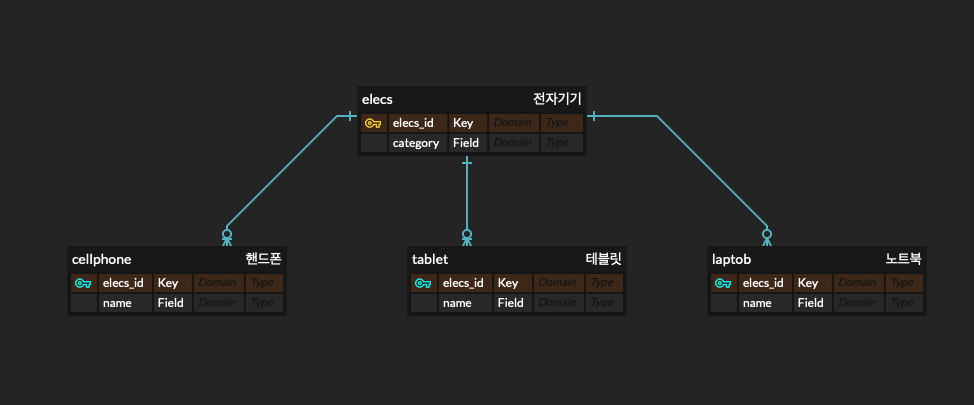 elecs 전자기기
elecs_id Key Domain Type
category Field Domain Type
cellphone 핸드폰
elecs_id Key Domain Type
name Field Domain Type
tablet 테블릿
elecs_id Key Domain Type
name Field Domain Type
laptob 노트북
elecs_id Key Domain Type
name Field Domain Type